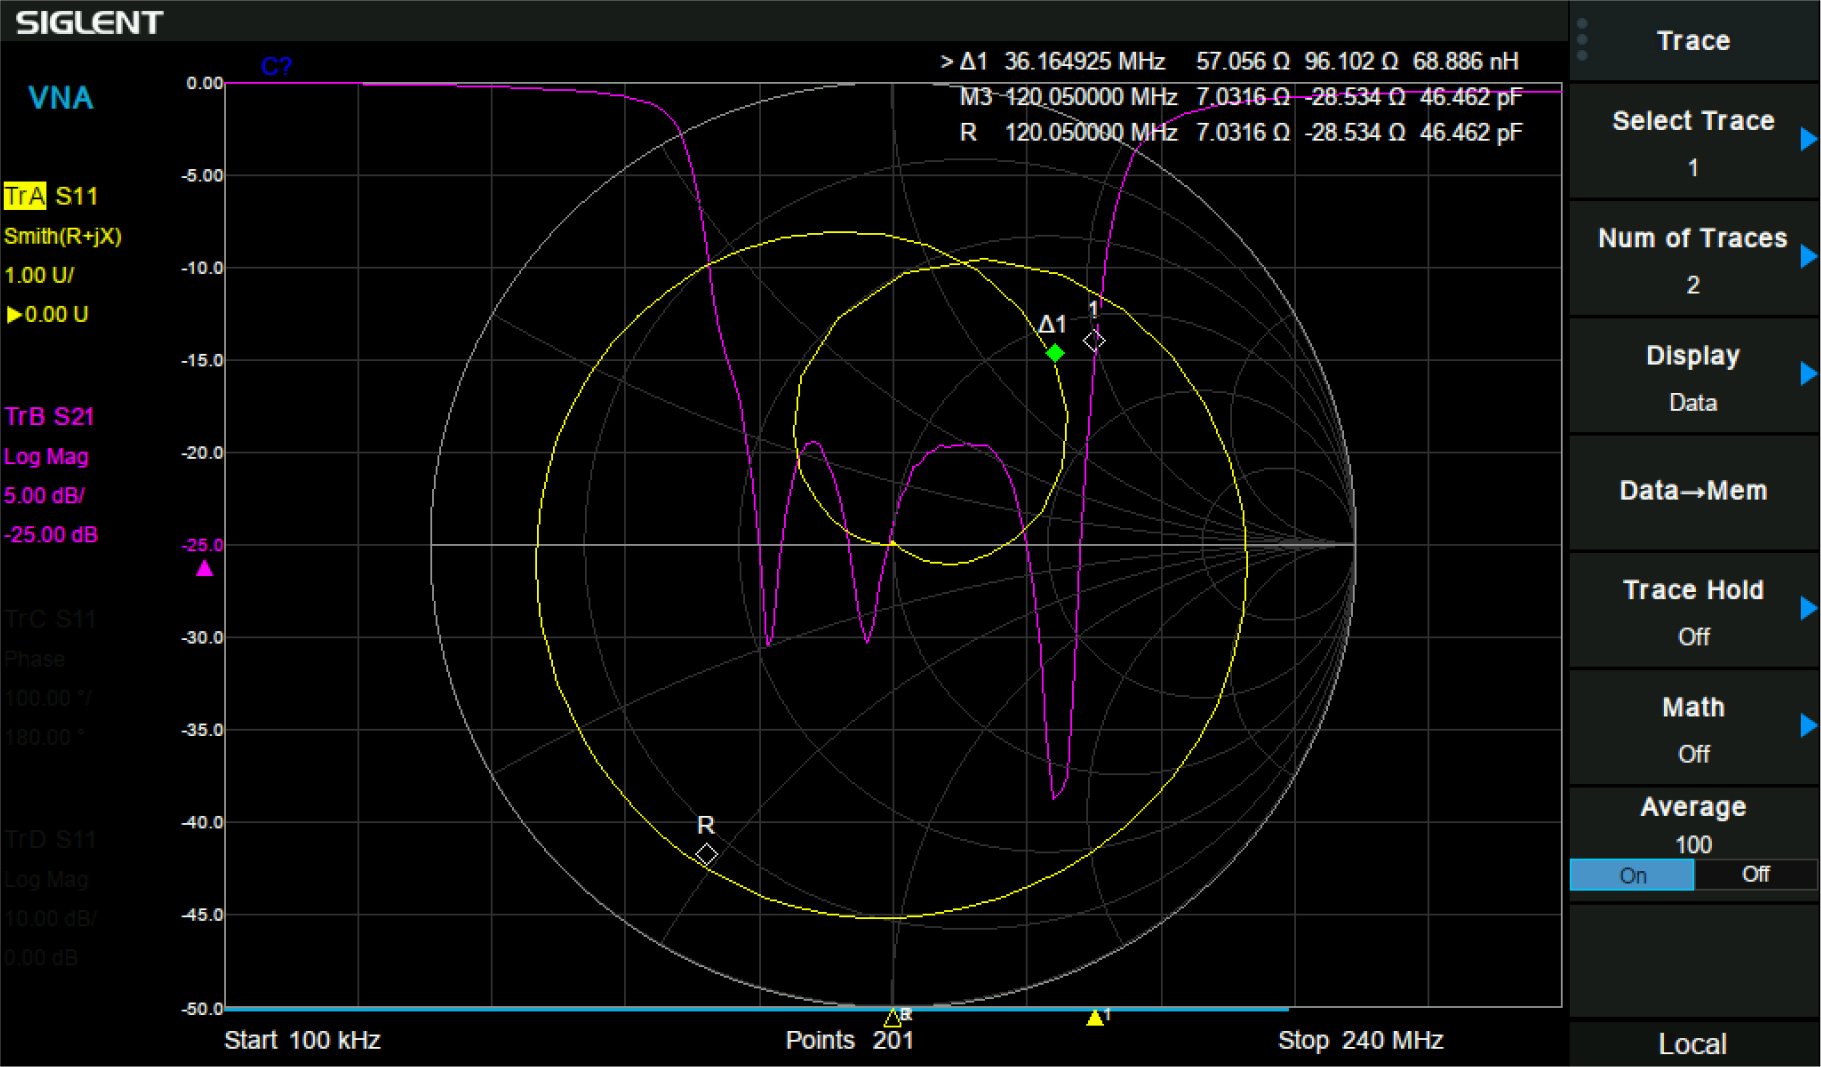 SIGLENT
VNA
TrA S11
Smith(R+jX)
1.00 U/
▶0.00 U
TrB S21
Log Mag
5.00 dB/
-25.00 dB
TrC S11
Phase
100.00 °/
180.00 °
TrD S11
Log Mag
10.00 dB/
0.00 dB
C?
> Δ1 36.164925 MHz 57.056 Ω 96.102 Ω 68.886 nH
M3 120.050000 MHz 7.0316 Ω -28.534 Ω 46.462 pF
R 120.050000 MHz 7.0316 Ω -28.534 Ω 46.462 pF
0.00
-5.00
-10.0
-15.0
-20.0
-25.0
-30.0
-35.0
-40.0
-45.0
-50.0
Δ1
1
R
R
1
Start 100 kHz
Points 201
Stop 240 MHz
Trace
Select Trace
1
Num of Traces
2
Display
Data
Data→Mem
Trace Hold
Off
Math
Off
Average
100
On Off
Local